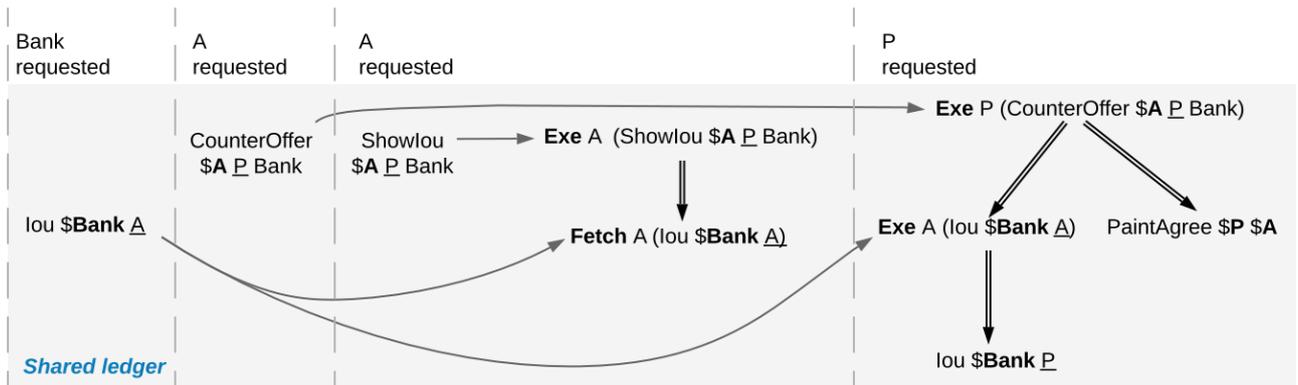 Bank
requested
A
requested
A
requested
P
requested
Exe P (CounterOffer $A P Bank)
CounterOffer
$A P Bank
ShowIou
$A P Bank
Exe A (ShowIou $A P Bank)
Iou $Bank A
Fetch A (Iou $Bank A)
Exe A (Iou $Bank A)
PaintAgree $P $A
Iou $Bank P
Shared ledger